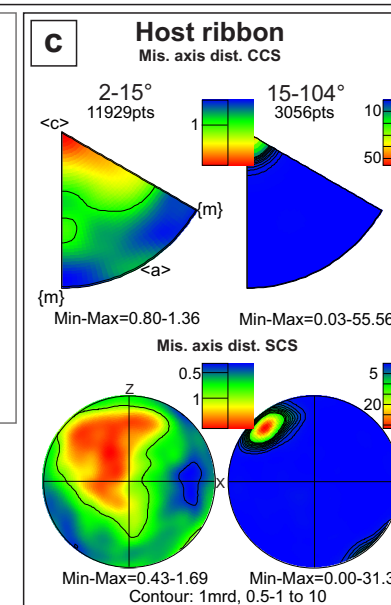 c
Host ribbon
Mis. axis dist. CCS
2-15°
15-104°
11929pts
3056pts
<c>
1
10
50
{m}
<a>
{m}
Min-Max=0.80-1.36
Min-Max=0.03-55.56
Mis. axis dist. SCS
0.5
1
5
20
Z
X
Min-Max=0.43-1.69
Min-Max=0.00-31.3
Contour: 1mrd, 0.5-1 to 10